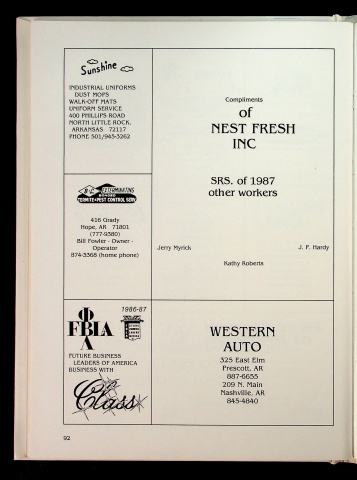 Sunshine
INDUSTRIAL UNIFORMS
DUST MOPS
WALK-OFF MATS
UNIFORM SERVICE
400 PHILLIPS ROAD
NORTH LITTLE ROCK,
ARKANSAS 72117
PHONE 501/945-3262
EXTERMINATING
TERMITE & PEST CONTROL SERV.
416 Grady
Hope, AR 71801
(777-9380)
Bill Fowler - Owner -
Operator
874-3368 (home phone)
1986-87
FBLA
FUTURE BUSINESS
LEADERS OF AMERICA
BUSINESS WITH
Class
Compliments
of
NEST FRESH
INC
SRS. of 1987
other workers
Jerry Myrick
J. F. Hardy
Kathy Roberts
WESTERN
AUTO
325 East Elm
Prescott, AR
887-6655
209 N. Main
Nashville, AR
845-4840
92